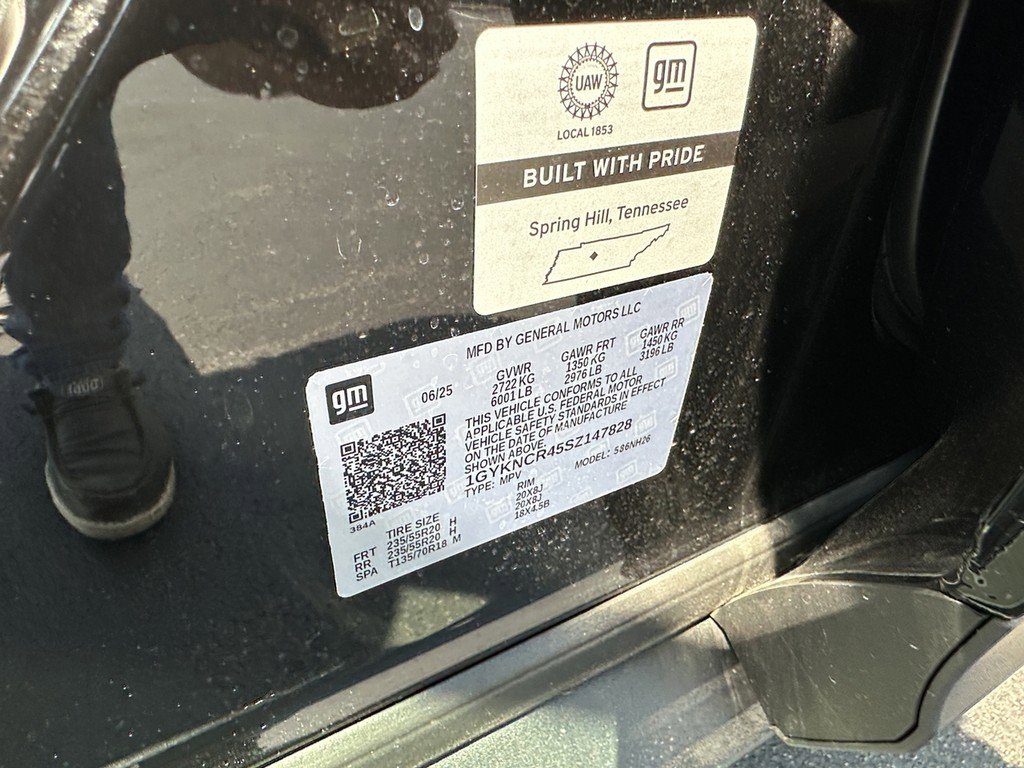 UAW
gm
LOCAL 1853
BUILT WITH PRIDE
Spring Hill, Tennessee
MFD BY GENERAL MOTORS LLC
gm
06/25
GVWR
2722 KG
6001 LB
GAWR FRT
1350 KG
2976 LB
GAWR RR
1450 KG
3196 LB
THIS VEHICLE CONFORMS TO ALL
APPLICABLE U.S. FEDERAL MOTOR
VEHICLE SAFETY STANDARDS IN EFFECT
ON THE DATE OF MANUFACTURE
SHOWN ABOVE.
1GYKNCR45SZ147828
TYPE: MPV MODEL: 586NH26
384A
TIRE SIZE RIM
FRT 235/55R20 H 20X8J
RR 235/55R20 H 20X8J
SPA T135/70R18 M 18X4.5B